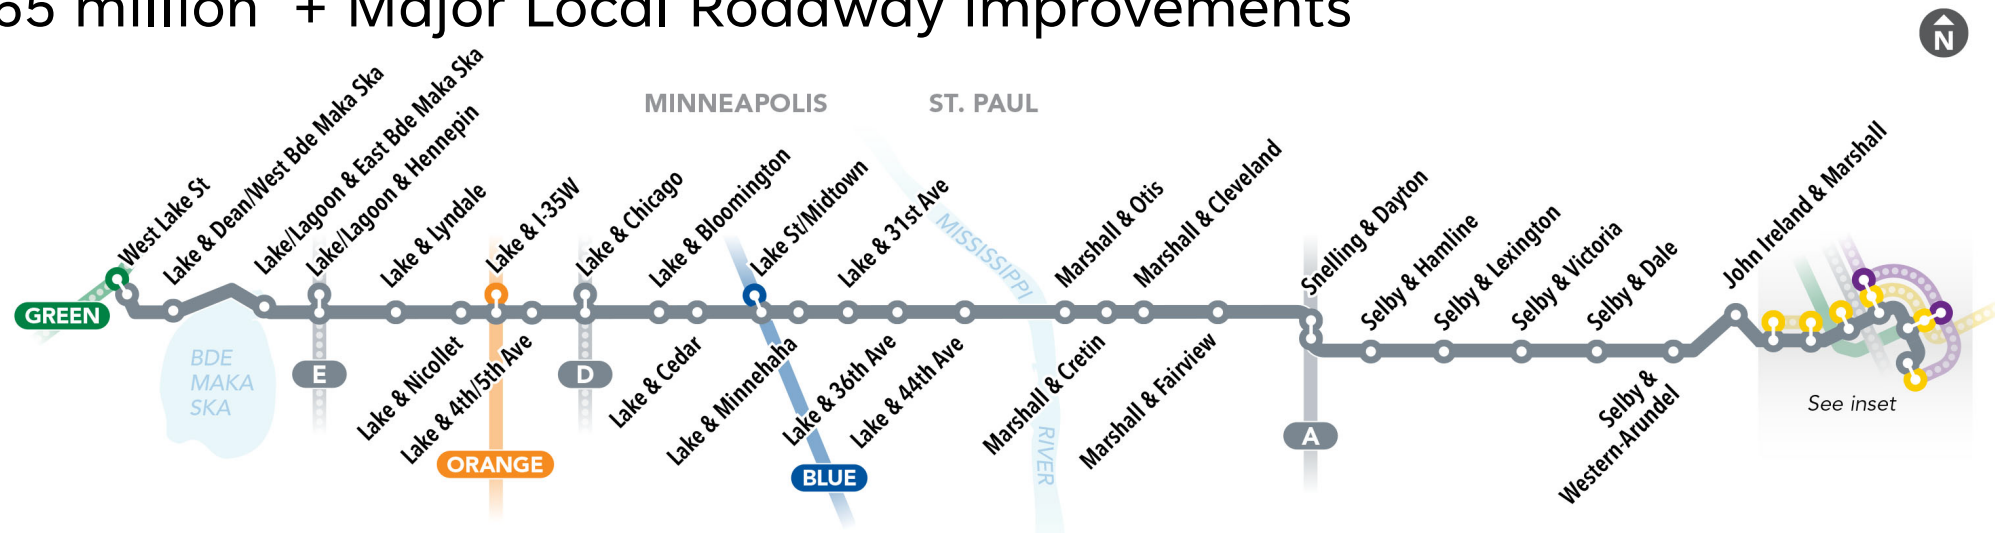 65 million + Major Local Roadway Improvements
N
MINNEAPOLIS
ST. PAUL
West Lake St
Lake & Dean/West Bde Maka Ska
Lake/Lagoon & East Bde Maka Ska
Lake/Lagoon & Hennepin
Lake & Lyndale
Lake & I-35W
Lake & Chicago
Lake & Bloomington
Lake St/Midtown
Lake & 31st Ave
MISSISSIPPI
RIVER
Marshall & Otis
Marshall & Cleveland
Snelling & Dayton
Selby & Hamline
Selby & Lexington
Selby & Victoria
Selby & Dale
John Ireland & Marshall
GREEN
BDE
MAKA
SKA
E
Lake & Nicollet
Lake & 4th/5th Ave
ORANGE
D
Lake & Cedar
Lake & Minnehaha
BLUE
Lake & 36th Ave
Lake & 44th Ave
Marshall & Cretin
Marshall & Fairview
A
Selby &
Western-Arundel
See inset